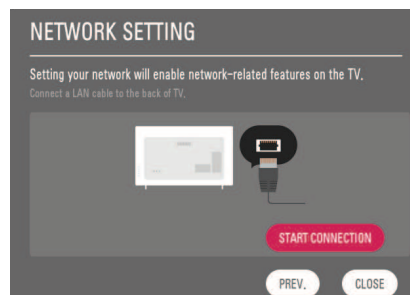 NETWORK SETTING
Setting your network will enable network-related features on the TV.
Connect a LAN cable to the back of TV.
START CONNECTION
PREV.
CLOSE